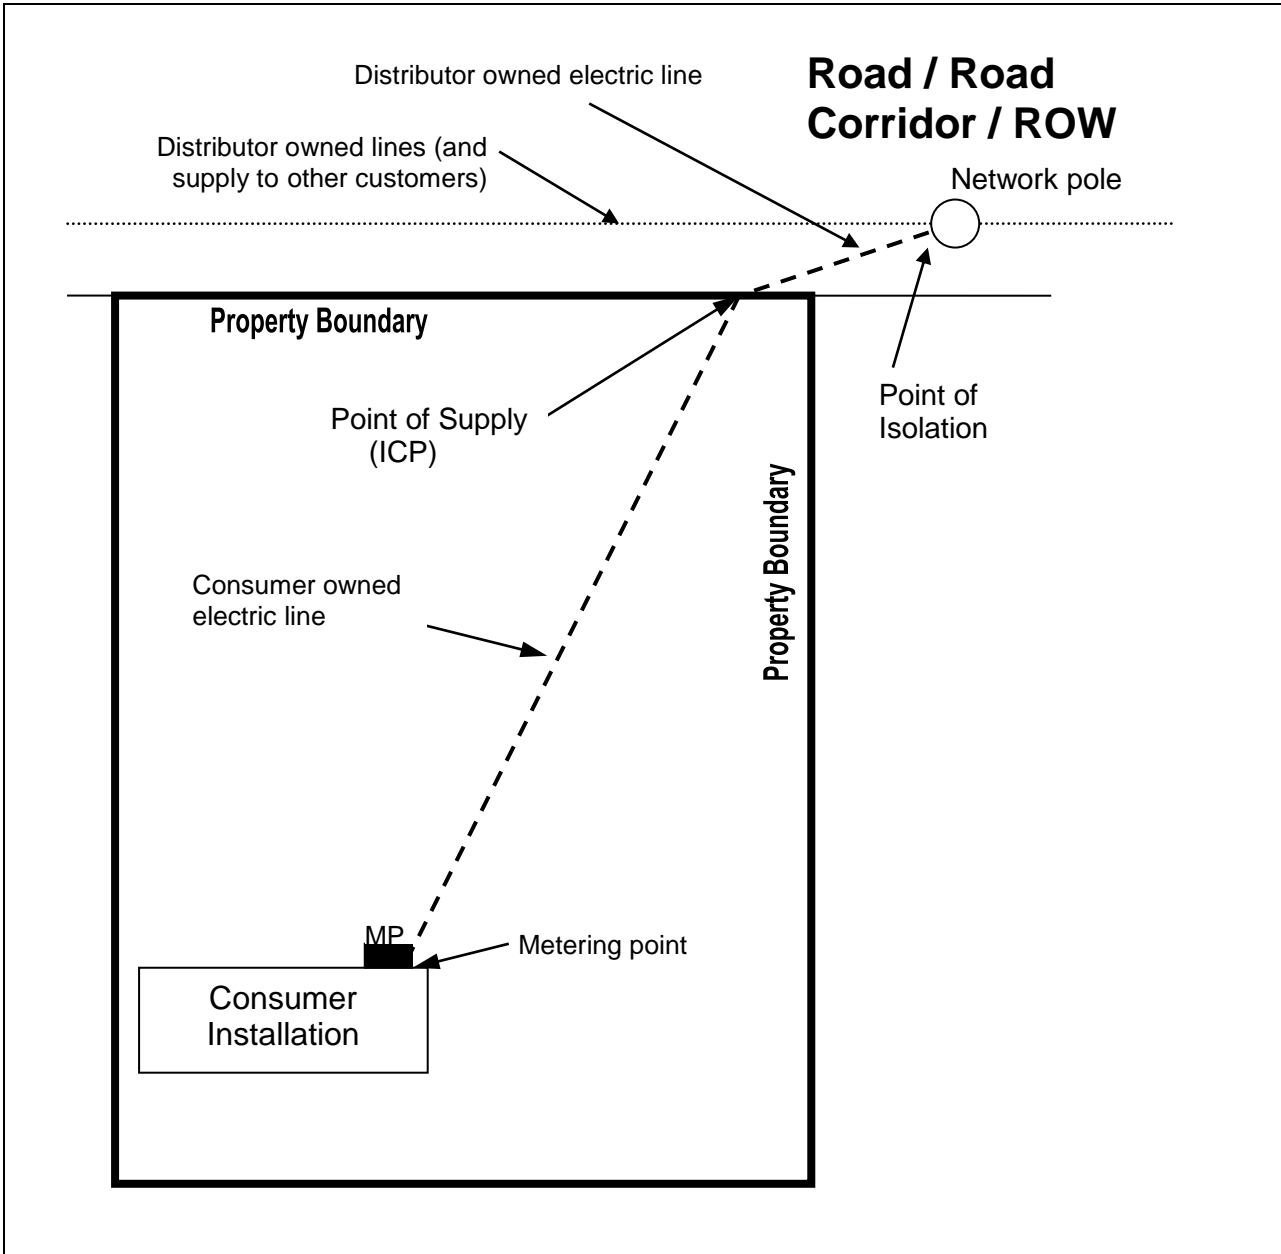 Distributor owned electric line
Road / Road
Corridor / ROW
Distributor owned lines (and
supply to other customers)
Network pole
Property Boundary
Point of Supply
(ICP)
Point of
Isolation
Property Boundary
Consumer owned
electric line
MP
Metering point
Consumer
Installation